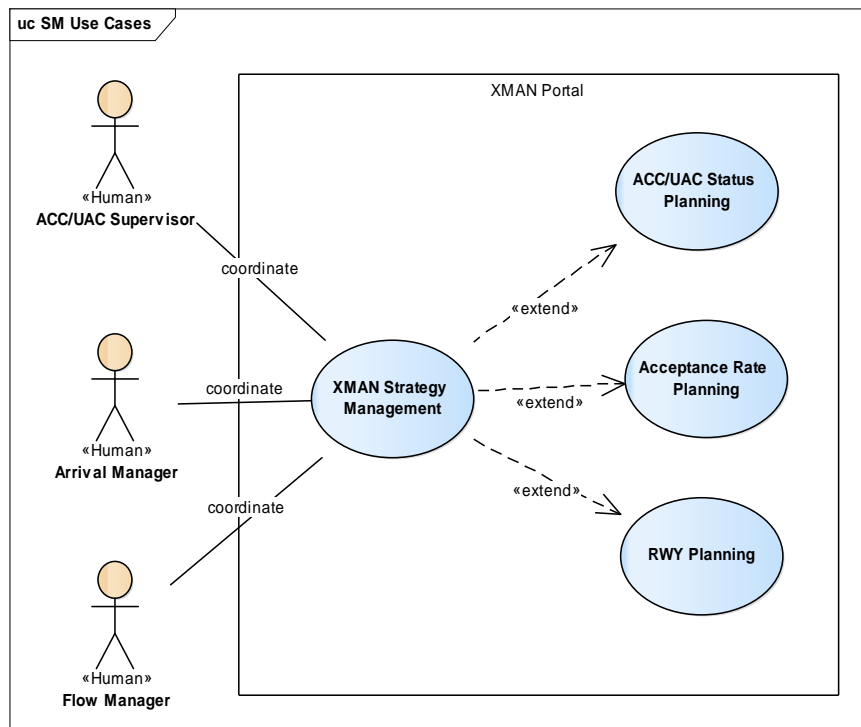 uc SM Use Cases
XMAN Portal
«Human»
ACC/UAC Supervisor
coordinate
ACC/UAC Status
Planning
«extend»
«Human»
Arrival Manager
coordinate
XMAN Strategy
Management
«extend»
Acceptance Rate
Planning
«Human»
Flow Manager
coordinate
«extend»
RWY Planning